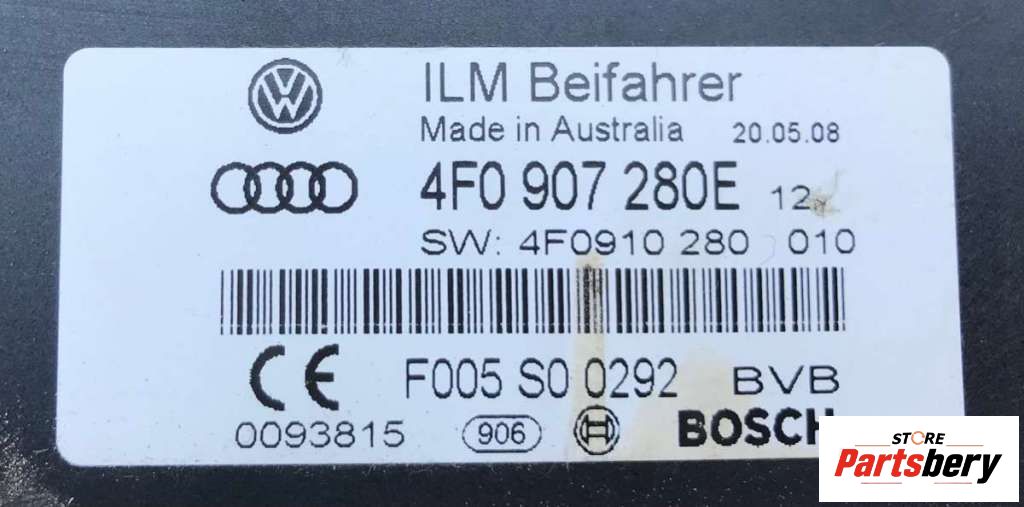 ILM Beifahrer
Made in Australia 20.05.08
4F0 907 280E 12
SW: 4F0910 280 010
F005 S0 0292 BVB
0093815 906 BOSCH
STORE
Partsbery